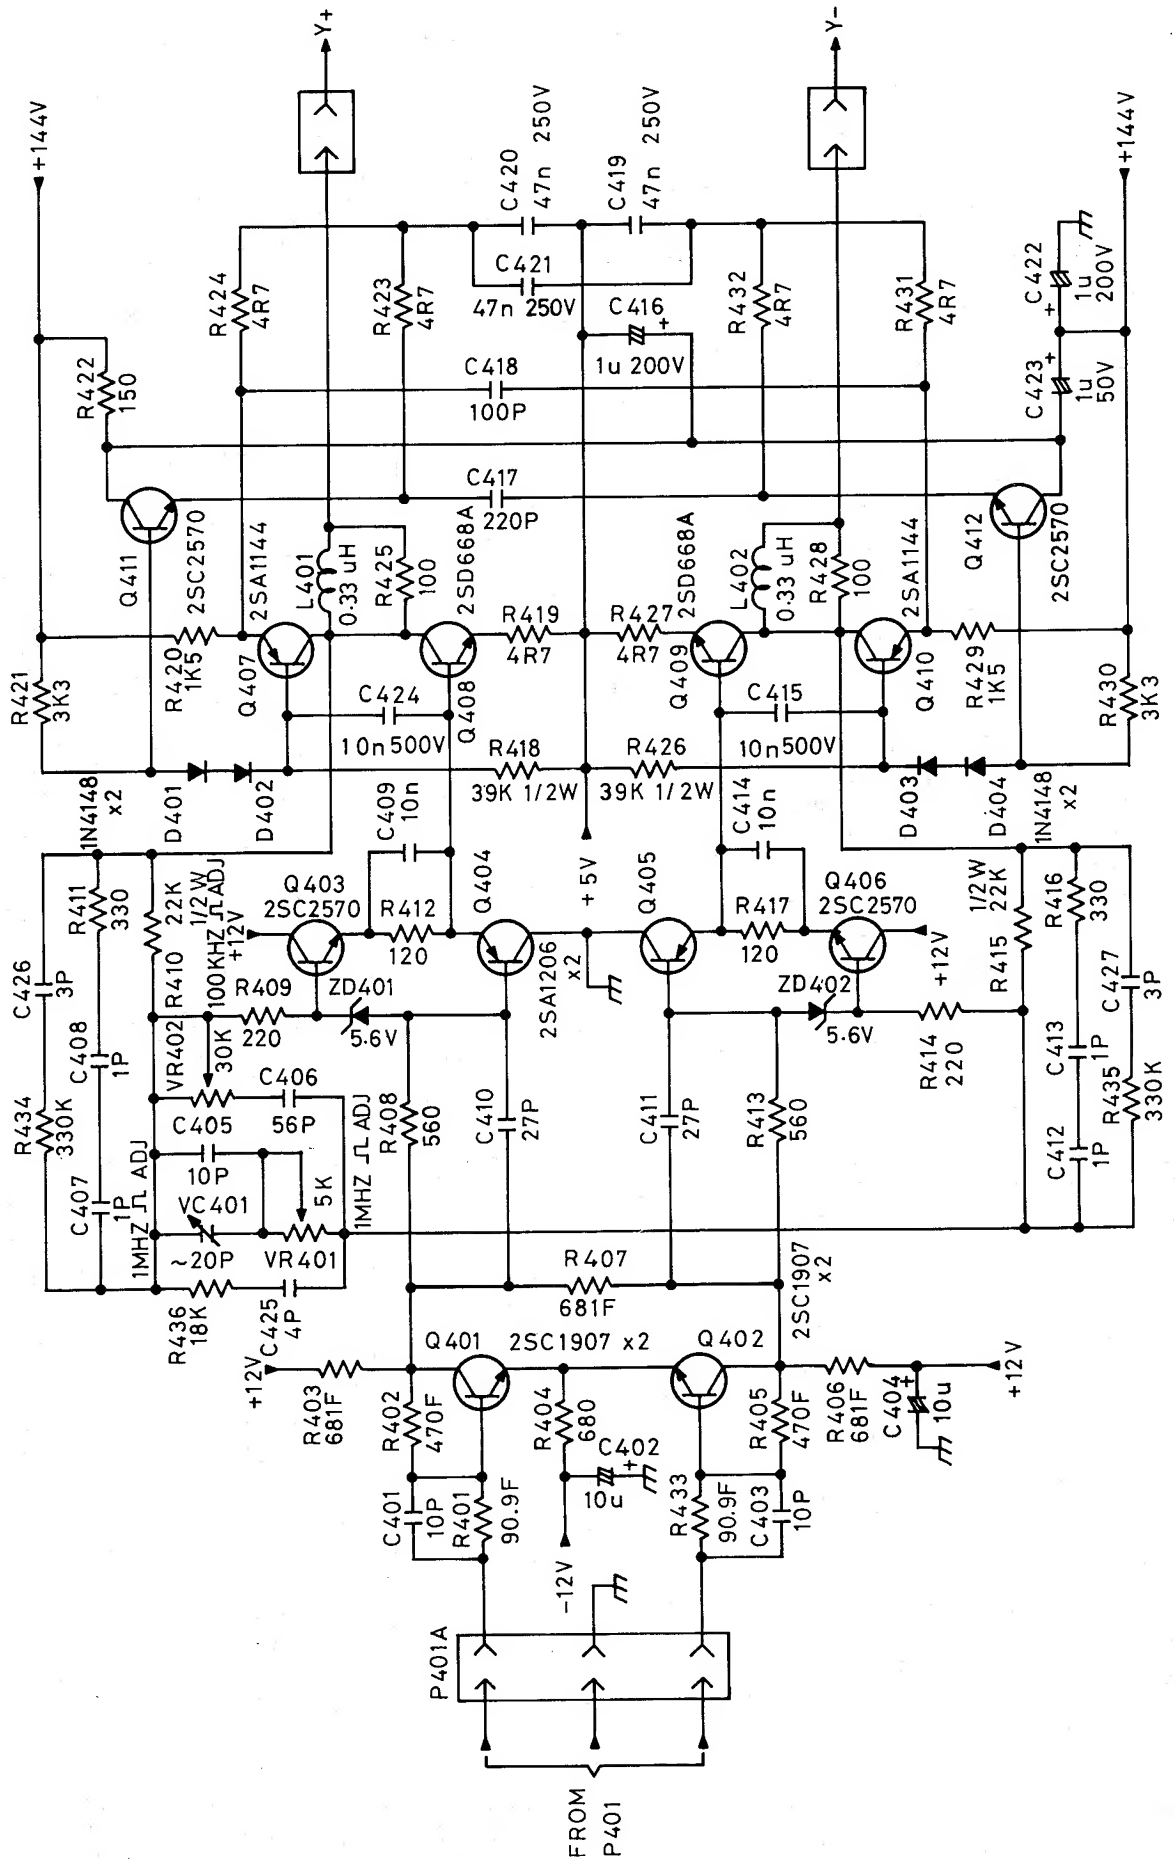 FROM
P401
P401A
-12V
C401
10P
R401
90.9F
R402
470F
R403
681F
+12V
Q401
2SC1907 x2
Q402
R404
680
C402
+
10u
R433
90.9F
C403
10P
R405
470F
R406
681F
C404
+
10u
+12V
2SC1907
x2
R407
681F
R436
18K
C425
4P
VC401
~20P
VR401
5K
1MHZ ⎍ ADJ
1MHZ ⎍ ADJ
C405
10P
C406
56P
VR402
30K
100KHZ ⎍ ADJ
C407
1P
C408
1P
R434
330K
C426
3P
R411
330
R410
22K
1/2W
+12V
R409
220
ZD401
5.6V
R408
560
C410
27P
C411
27P
R413
560
ZD402
5.6V
R414
220
+12V
Q403
2SC2570
R412
120
C409
10n
Q404
2SA1206
x2
Q405
R417
120
C414
10n
Q406
2SC2570
R415
22K
1/2W
R416
330
C413
1P
C412
1P
C427
3P
R435
330K
+5V
1N4148
x2
D401
D402
R418
39K 1/2W
R426
39K 1/2W
D403
D404
1N4148
x2
R421
3K3
R420
1K5
Q407
2SA1144
C424
10n500V
Q408
2SD668A
R419
4R7
R427
4R7
Q409
2SD668A
C415
10n500V
Q410
2SA1144
R429
1K5
R430
3K3
Q411
2SC2570
L401
0.33 uH
R425
100
L402
0.33 uH
R428
100
Q412
2SC2570
C417
220P
C418
100P
R422
150
C416
+
1u 200V
C423
+
1u
50V
C422
+
1u
200V
R424
4R7
R423
4R7
R432
4R7
R431
4R7
C421
47n 250V
C420
47n 250V
C419
47n 250V
+144V
+144V
Y+
Y-